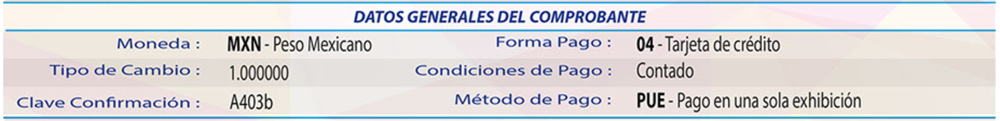 DATOS GENERALES DEL COMPROBANTE
Moneda : MXN - Peso Mexicano Forma Pago : 04 - Tarjeta de crédito
Tipo de Cambio : 1.000000 Condiciones de Pago : Contado
Clave Confirmación : A403b Método de Pago : PUE - Pago en una sola exhibición